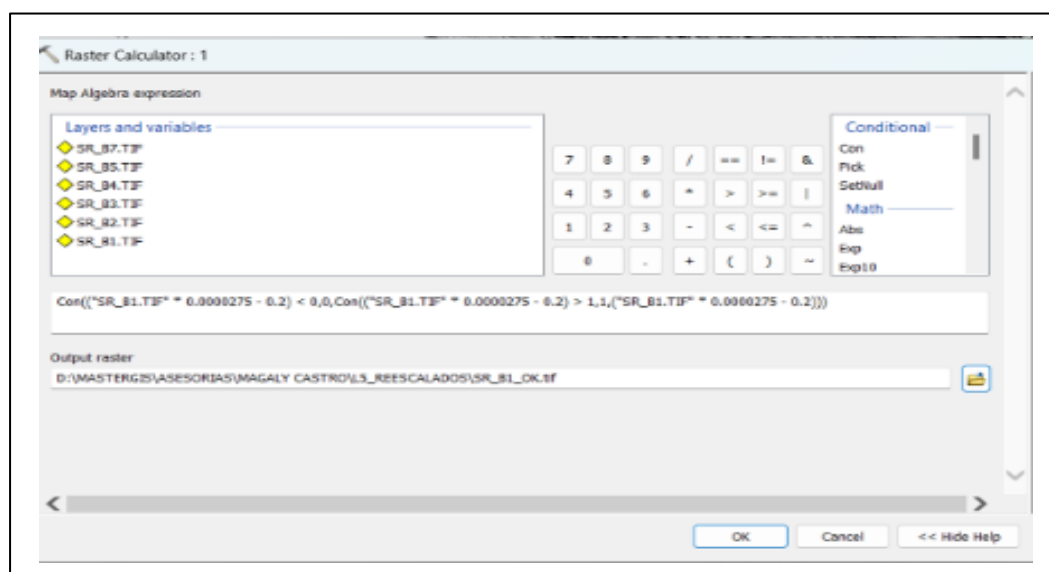 Raster Calculator : 1
Map Algebra expression
Layers and variables
SR_B7.TIF
SR_B5.TIF
SR_B4.TIF
SR_B3.TIF
SR_B2.TIF
SR_B1.TIF
7 8 9 / == != &
4 5 6 * > >= |
1 2 3 - < <= ^
0 . + ( ) ~
Conditional
Con
Pick
SetNull
Math
Abs
Exp
Exp10
Con(("SR_B1.TIF" * 0.0000275 - 0.2) < 0,0,Con(("SR_B1.TIF" * 0.0000275 - 0.2) > 1,1,("SR_B1.TIF" * 0.0000275 - 0.2)))
Output raster
D:\MASTERGIS\ASESORIAS\MAGALY CASTRO\L5_REESCALADOS\SR_B1_OK.tif
OK Cancel << Hide Help